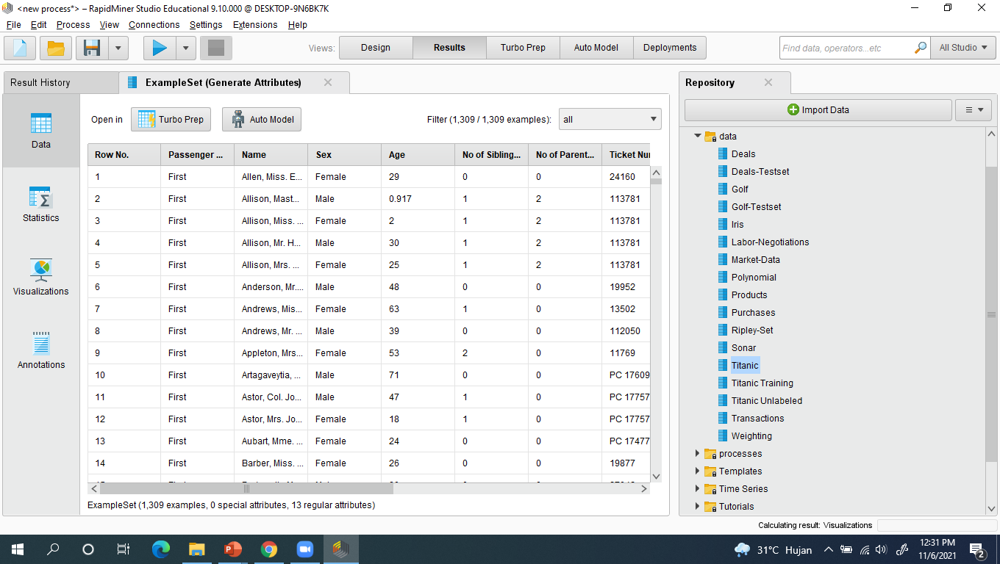 <new process*> – RapidMiner Studio Educational 9.10.000 @ DESKTOP-9N6BK7K
File Edit Process View Connections Settings Extensions Help
Views: Design Results Turbo Prep Auto Model Deployments Find data, operators...etc All Studio
Result History ExampleSet (Generate Attributes)
Data
Statistics
Visualizations
Annotations
Open in Turbo Prep Auto Model Filter (1,309 / 1,309 examples): all
Row No. Passenger ... Name Sex Age No of Sibling... No of Parent... Ticket Nu
1 First Allen, Miss. E... Female 29 0 0 24160
2 First Allison, Mast... Male 0.917 1 2 113781
3 First Allison, Miss. ... Female 2 1 2 113781
4 First Allison, Mr. H... Male 30 1 2 113781
5 First Allison, Mrs. ... Female 25 1 2 113781
6 First Anderson, Mr.... Male 48 0 0 19952
7 First Andrews, Mis... Female 63 1 0 13502
8 First Andrews, Mr. ... Male 39 0 0 112050
9 First Appleton, Mrs... Female 53 2 0 11769
10 First Artagaveytia, ... Male 71 0 0 PC 17609
11 First Astor, Col. Jo... Male 47 1 0 PC 17757
12 First Astor, Mrs. Jo... Female 18 1 0 PC 17757
13 First Aubart, Mme. ... Female 24 0 0 PC 17477
14 First Barber, Miss. ... Female 26 0 0 19877
ExampleSet (1,309 examples, 0 special attributes, 13 regular attributes)
Repository
Import Data
data
Deals
Deals-Testset
Golf
Golf-Testset
Iris
Labor-Negotiations
Market-Data
Polynomial
Products
Purchases
Ripley-Set
Sonar
Titanic
Titanic Training
Titanic Unlabeled
Transactions
Weighting
processes
Templates
Time Series
Tutorials
Calculating result: Visualizations
31°C Hujan
12:31 PM
11/6/2021
2